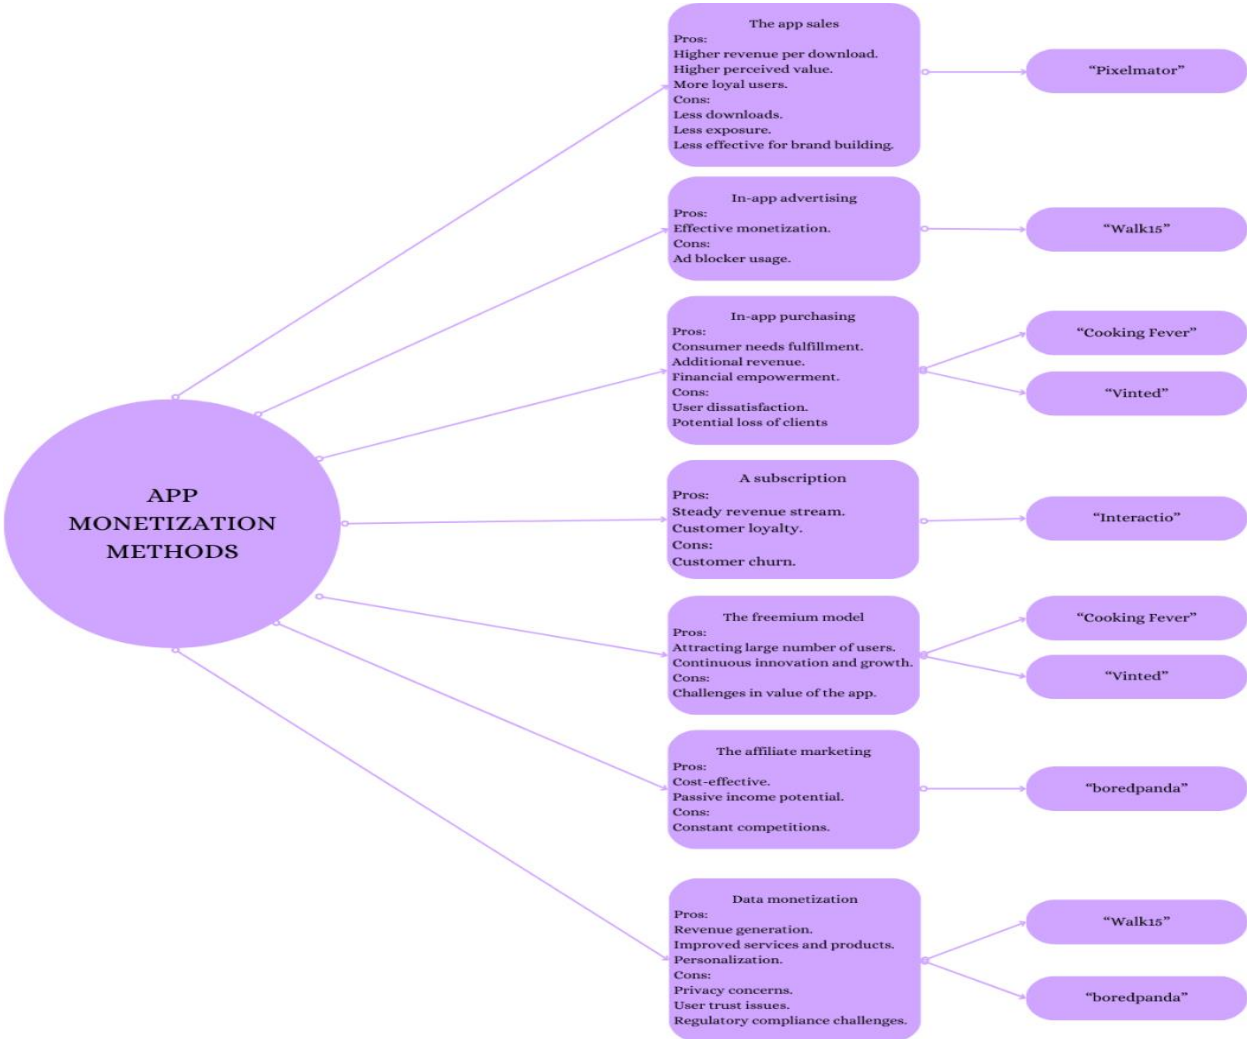 The app sales
Pros:
Higher revenue per download.
Higher perceived value.
More loyal users.
Cons:
Less downloads.
Less exposure.
Less effective for brand building.
“Pixelmator”
In-app advertising
Pros:
Effective monetization.
Cons:
Ad blocker usage.
“Walk15”
In-app purchasing
Pros:
Consumer needs fulfillment.
Additional revenue.
Financial empowerment.
Cons:
User dissatisfaction.
Potential loss of clients
“Cooking Fever”
“Vinted”
APP
MONETIZATION
METHODS
A subscription
Pros:
Steady revenue stream.
Customer loyalty.
Cons:
Customer churn.
“Interactio”
The freemium model
Pros:
Attracting large number of users.
Continuous innovation and growth.
Cons:
Challenges in value of the app.
“Cooking Fever”
“Vinted”
The affiliate marketing
Pros:
Cost-effective.
Passive income potential.
Cons:
Constant competitions.
“boredpanda”
Data monetization
Pros:
Revenue generation.
Improved services and products.
Personalization.
Cons:
Privacy concerns.
User trust issues.
Regulatory compliance challenges.
“Walk15”
“boredpanda”